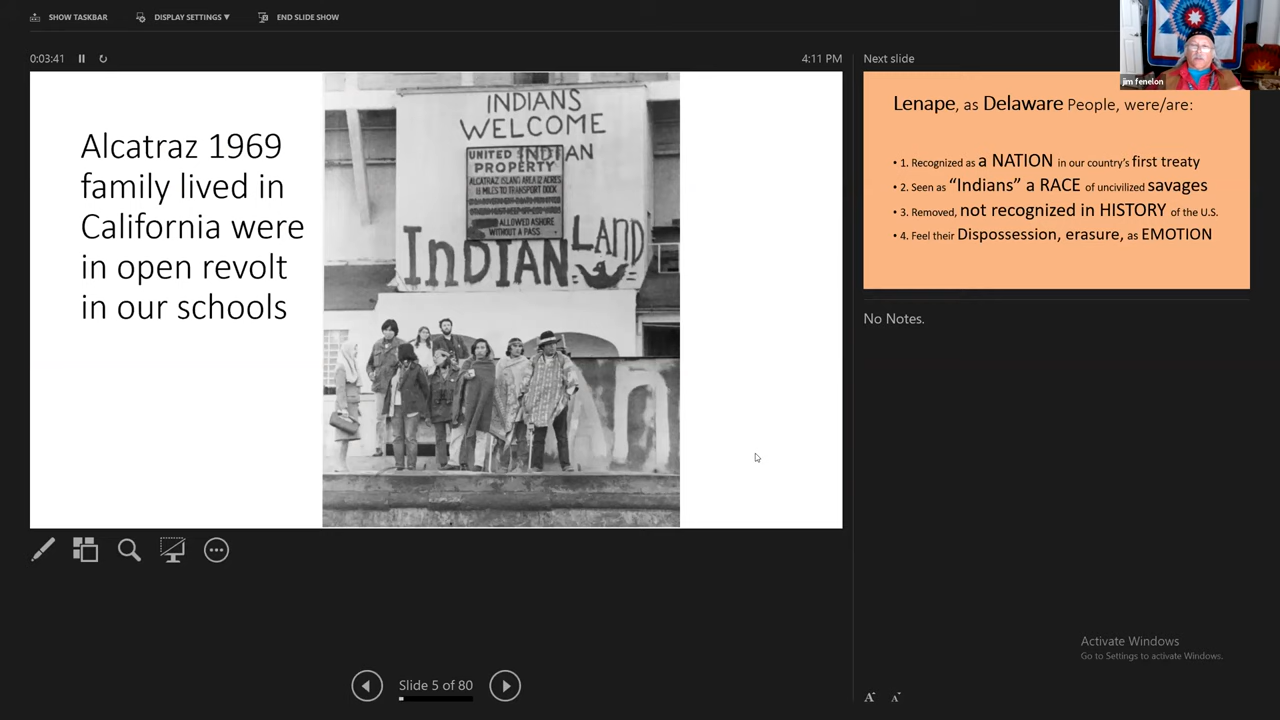 SHOW TASKBAR
DISPLAY SETTINGS ▼
END SLIDE SHOW
0:03:41
4:11 PM
Alcatraz 1969
family lived in
California were
in open revolt
in our schools
INDIANS
WELCOME
UNITED INDIAN
PROPERTY
ALCATRAZ ISLAND AREA 12 ACRES
1½ MILES TO TRANSPORT DOCK
ALLOWED ASHORE
WITHOUT A PASS
INDIAN LAND
Next slide
jim fenelon
Lenape, as Delaware People, were/are:
• 1. Recognized as a NATION in our country's first treaty
• 2. Seen as “Indians” a RACE of uncivilized savages
• 3. Removed, not recognized in HISTORY of the U.S.
• 4. Feel their Dispossession, erasure, as EMOTION
No Notes.
Slide 5 of 80
Activate Windows
Go to Settings to activate Windows.
A A